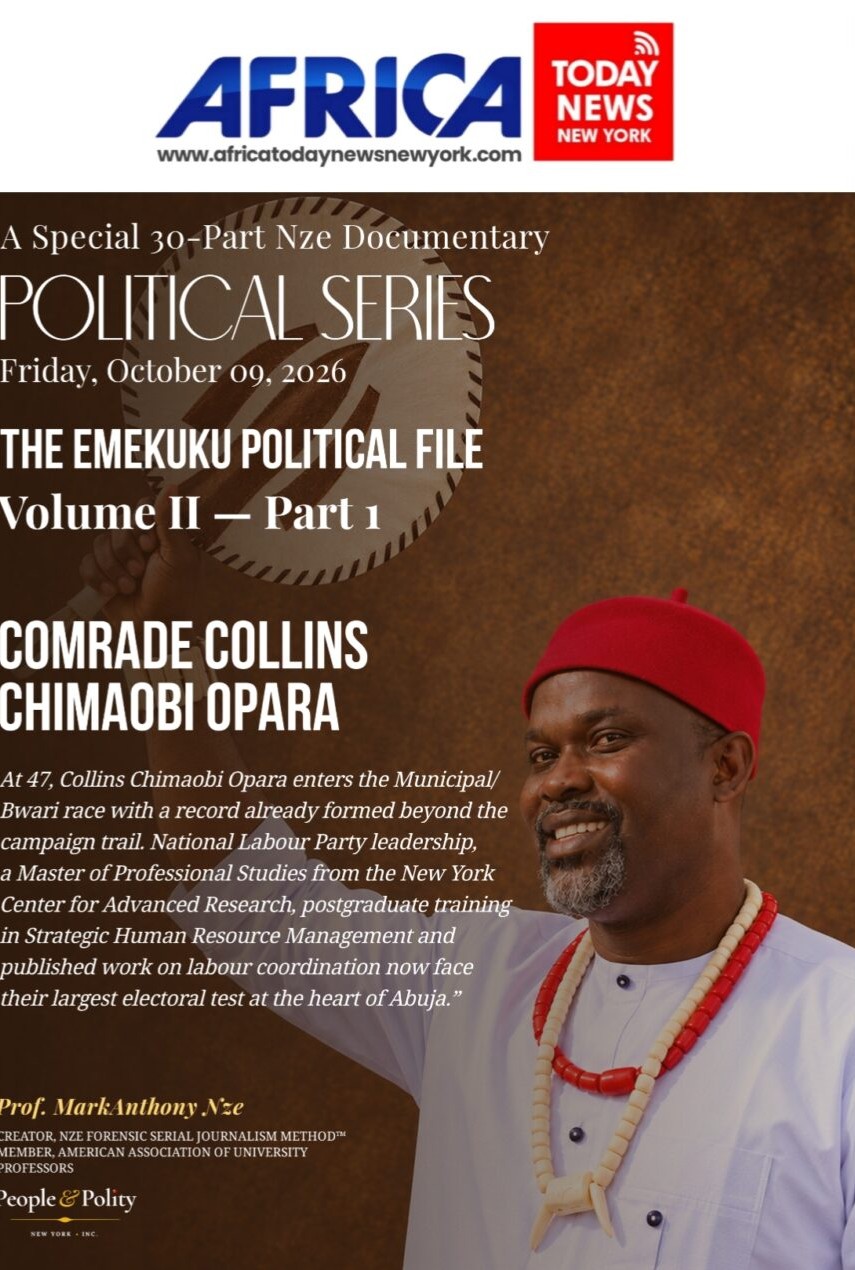 AFRICA
TODAY
NEWS
NEW YORK
www.africatodaynewsnewyork.com
A Special 30-Part Nze Documentary
POLITICAL SERIES
Friday, October 09, 2026
THE EMEKUKU POLITICAL FILE
Volume II — Part 1
COMRADE COLLINS
CHIMAOBI OPARA
At 47, Collins Chimaobi Opara enters the Municipal/
Bwari race with a record already formed beyond the
campaign trail. National Labour Party leadership,
a Master of Professional Studies from the New York
Center for Advanced Research, postgraduate training
in Strategic Human Resource Management and
published work on labour coordination now face
their largest electoral test at the heart of Abuja.”
Prof. MarkAnthony Nze
CREATOR, NZE FORENSIC SERIAL JOURNALISM METHOD™
MEMBER, AMERICAN ASSOCIATION OF UNIVERSITY
PROFESSORS
People & Polity
NEW YORK • INC.